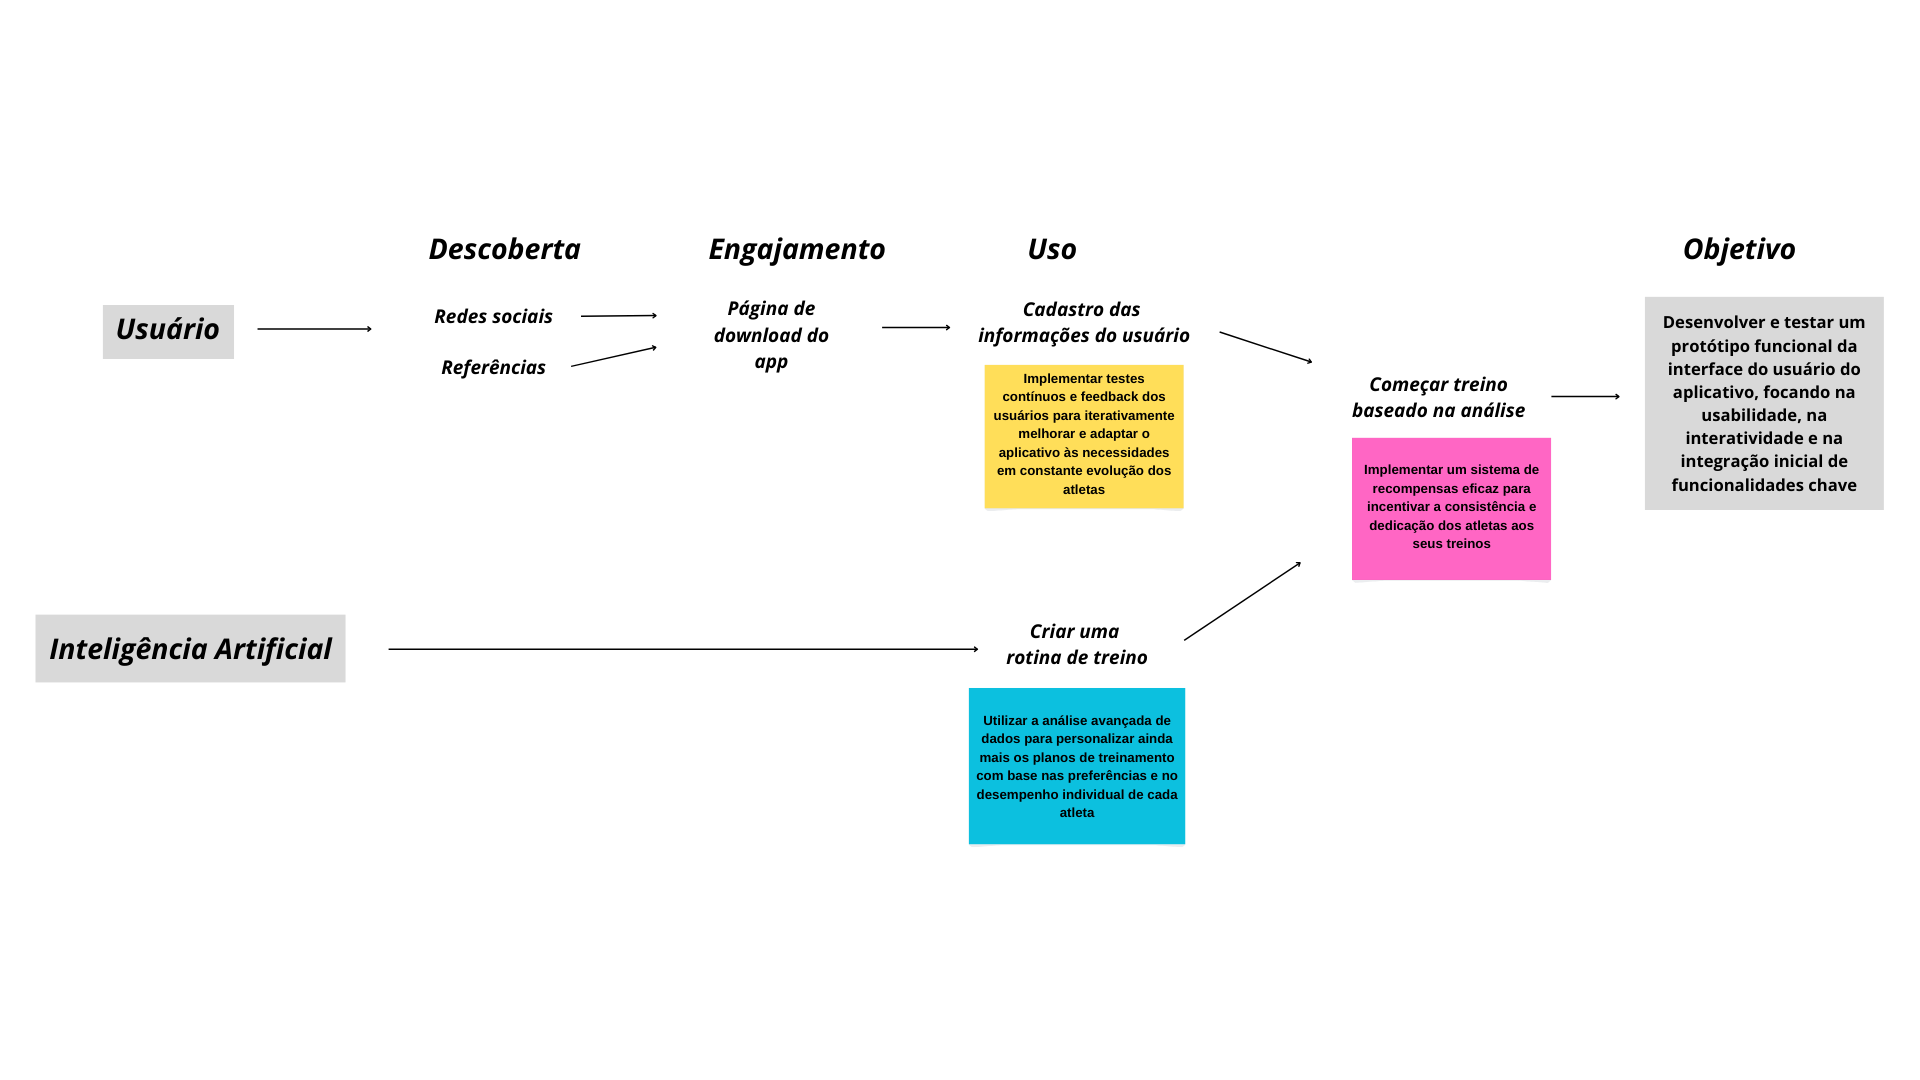 Descoberta
Engajamento
Uso
Objetivo
Usuário
Redes sociais
Referências
Página de
download do
app
Cadastro das
informações do usuário
Implementar testes
contínuos e feedback dos
usuários para iterativamente
melhorar e adaptar o
aplicativo às necessidades
em constante evolução dos
atletas
Começar treino
baseado na análise
Implementar um sistema de
recompensas eficaz para
incentivar a consistência e
dedicação dos atletas aos
seus treinos
Desenvolver e testar um
protótipo funcional da
interface do usuário do
aplicativo, focando na
usabilidade, na
interatividade e na
integração inicial de
funcionalidades chave
Inteligência Artificial
Criar uma
rotina de treino
Utilizar a análise avançada de
dados para personalizar ainda
mais os planos de treinamento
com base nas preferências e no
desempenho individual de cada
atleta